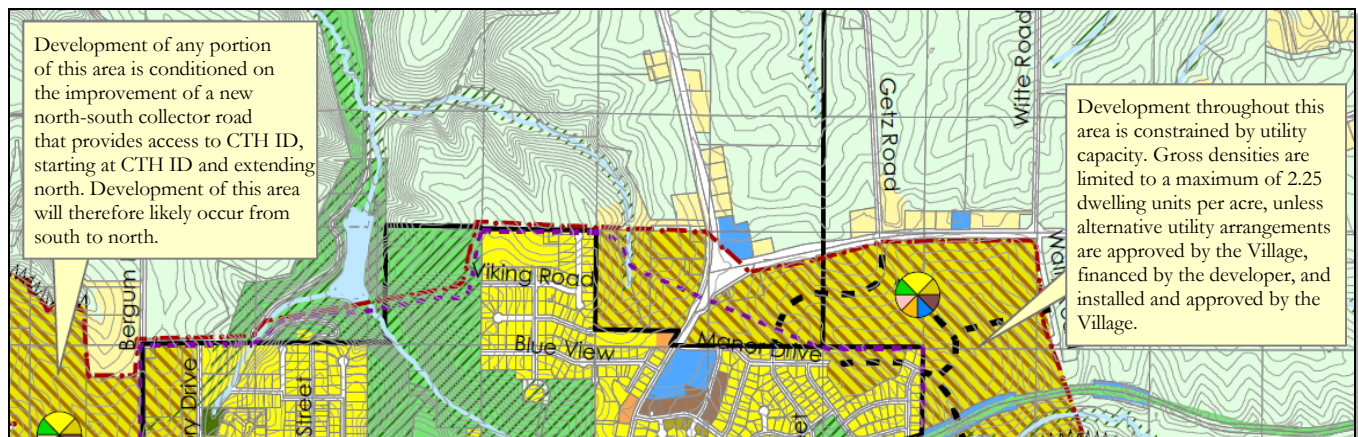 Development of any portion
of this area is conditioned on
the improvement of a new
north-south collector road
that provides access to CTH ID,
starting at CTH ID and extending
north. Development of this area
will therefore likely occur from
south to north.
Witte Road
Getz Road
Development throughout this
area is constrained by utility
capacity. Gross densities are
limited to a maximum of 2.25
dwelling units per acre, unless
alternative utility arrangements
are approved by the Village,
financed by the developer, and
installed and approved by the
Village.
Bergum
Viking Road
Blue View
Manor Drive
Drive
Street